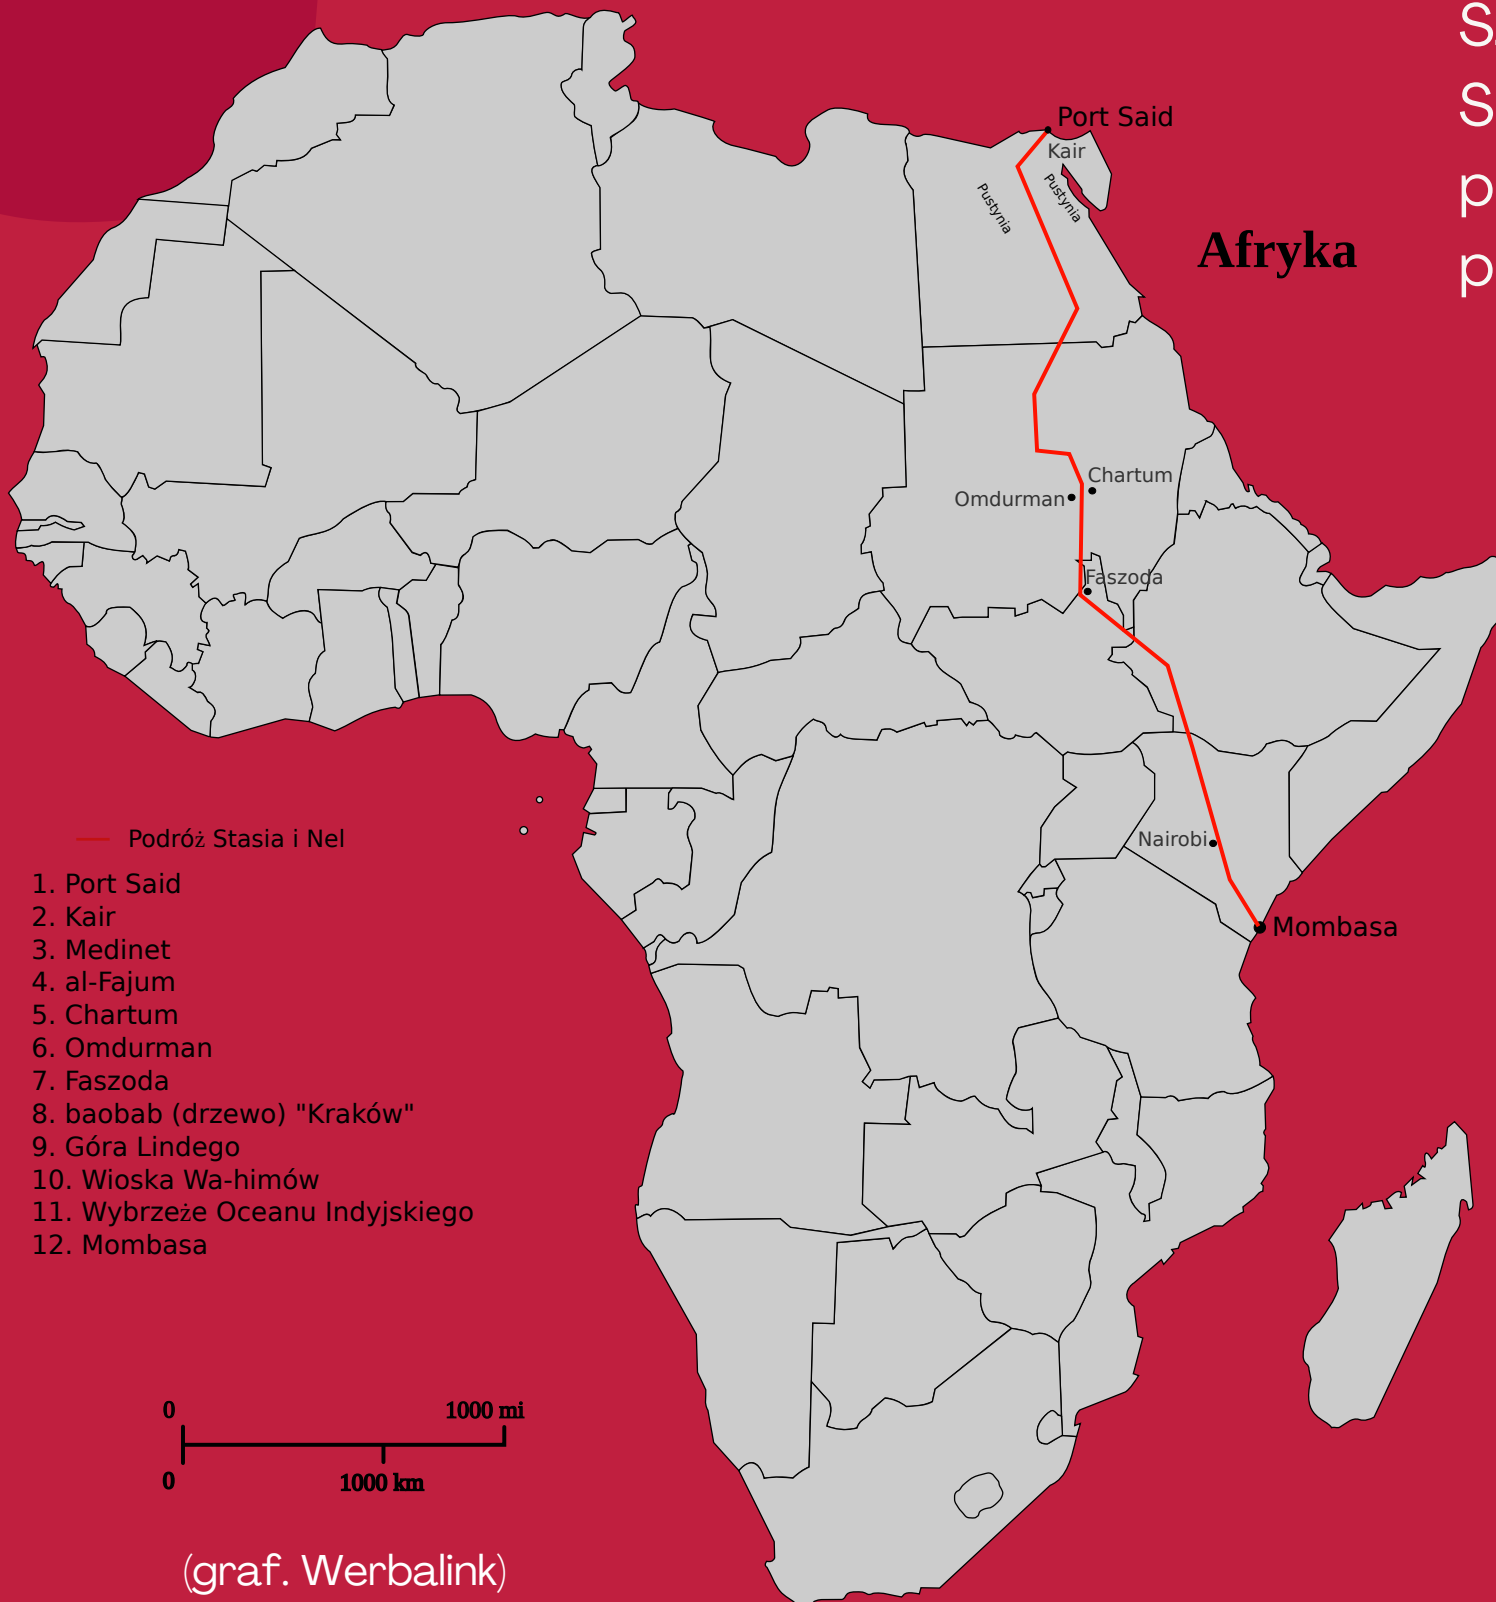 S
S
p
p
Port Said
Kair
Pustynia
Pustynia
Afryka
Chartum
Omdurman
Faszoda
Nairobi
Mombasa
Podróż Stasia i Nel
1. Port Said
2. Kair
3. Medinet
4. al-Fajum
5. Chartum
6. Omdurman
7. Faszoda
8. baobab (drzewo) "Kraków"
9. Góra Lindego
10. Wioska Wa-himów
11. Wybrzeże Oceanu Indyjskiego
12. Mombasa
0 1000 mi
0 1000 km
(graf. Werbalink)